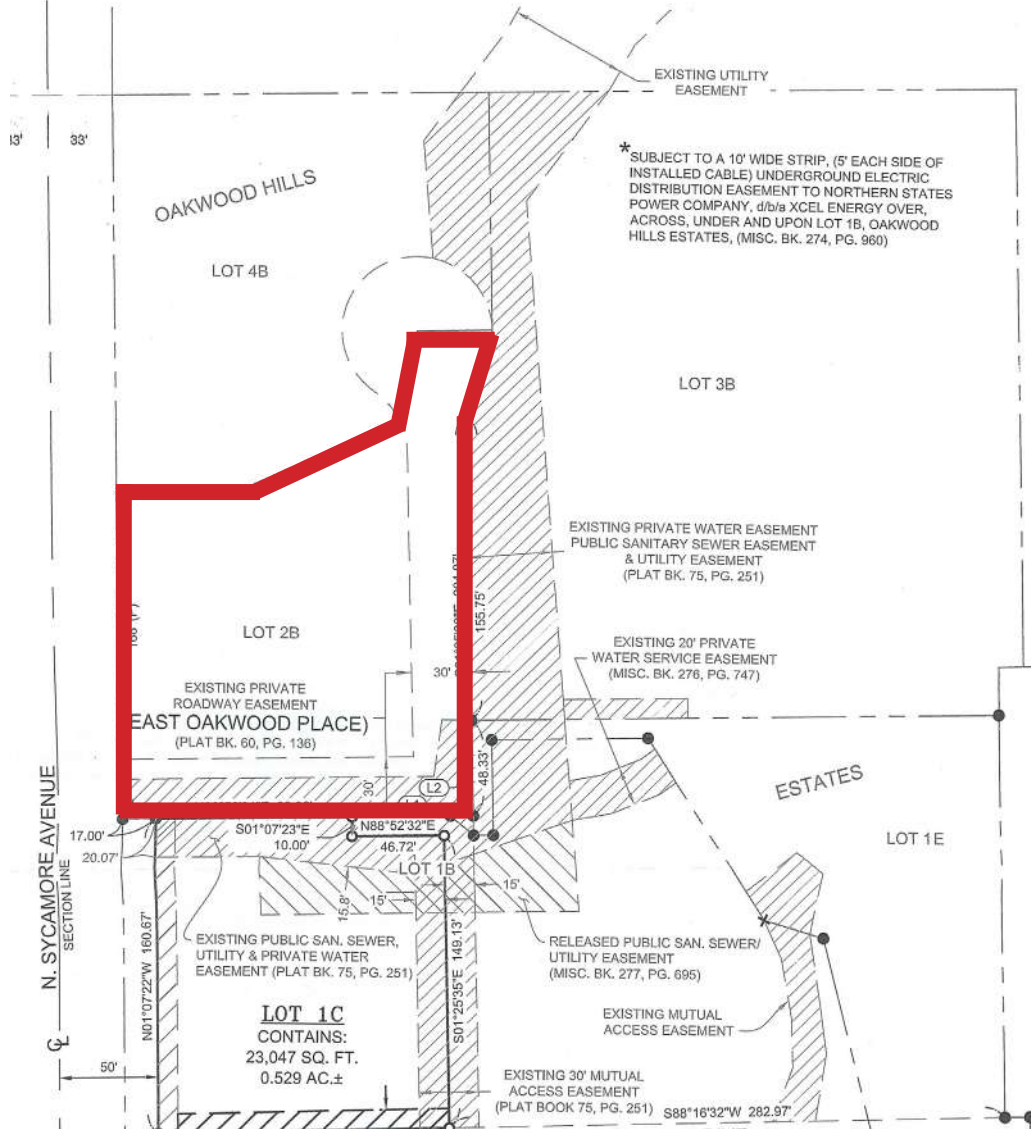 EXISTING UTILITY
EASEMENT
33'
33'
*SUBJECT TO A 10' WIDE STRIP, (5' EACH SIDE OF
INSTALLED CABLE) UNDERGROUND ELECTRIC
DISTRIBUTION EASEMENT TO NORTHERN STATES
POWER COMPANY, d/b/a XCEL ENERGY OVER,
ACROSS, UNDER AND UPON LOT 1B, OAKWOOD
HILLS ESTATES, (MISC. BK. 274, PG. 960)
OAKWOOD HILLS
LOT 4B
LOT 3B
EXISTING PRIVATE WATER EASEMENT
PUBLIC SANITARY SEWER EASEMENT
& UTILITY EASEMENT
(PLAT BK. 75, PG. 251)
155.75'
LOT 2B
30'
EXISTING 20' PRIVATE
WATER SERVICE EASEMENT
(MISC. BK. 276, PG. 747)
EXISTING PRIVATE
ROADWAY EASEMENT
EAST OAKWOOD PLACE)
(PLAT BK. 60, PG. 136)
30'
L2
48.33'
ESTATES
LOT 1E
N. SYCAMORE AVENUE
SECTION LINE
17.00'
20.07'
S01°07'23"E
10.00'
N88°52'32"E
46.72'
LOT 1B
15'
15'
15.8'
EXISTING PUBLIC SAN. SEWER,
UTILITY & PRIVATE WATER
EASEMENT (PLAT BK. 75, PG. 251)
RELEASED PUBLIC SAN. SEWER/
UTILITY EASEMENT
(MISC. BK. 277, PG. 695)
N01°07'22"W 160.67'
S01°25'35"E 149.13'
LOT 1C
CONTAINS:
23,047 SQ. FT.
0.529 AC.±
EXISTING MUTUAL
ACCESS EASEMENT
50'
EXISTING 30' MUTUAL
ACCESS EASEMENT
(PLAT BOOK 75, PG. 251)
S88°16'32"W 282.97'